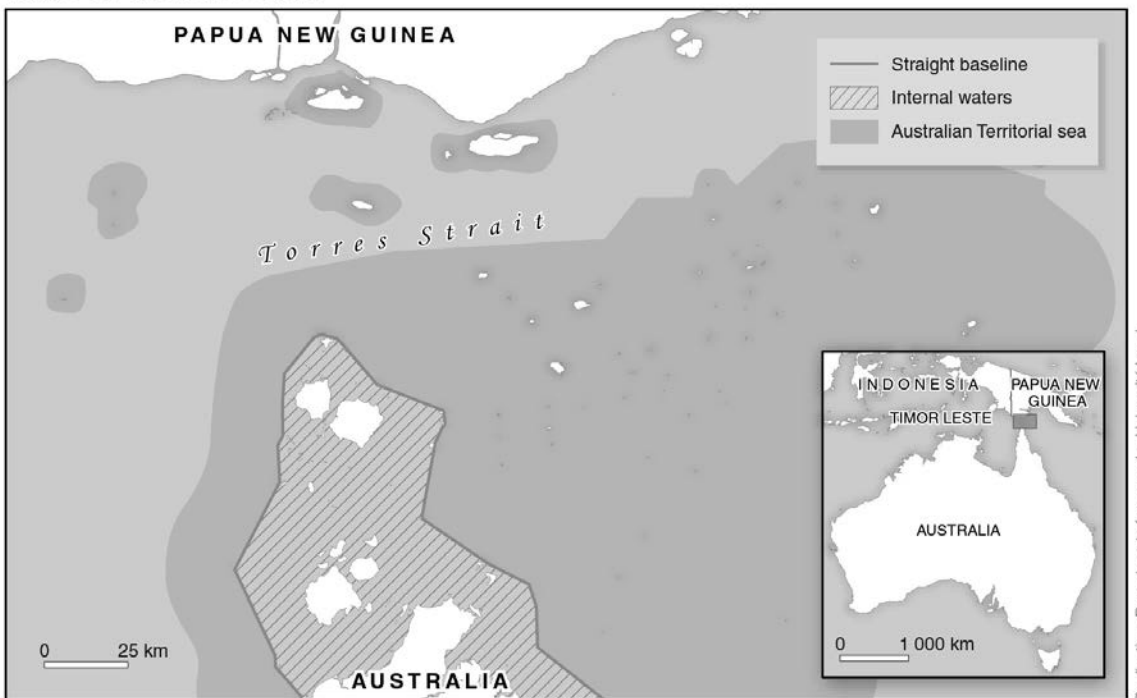 PAPUA NEW GUINEA
Straight baseline
Internal waters
Australian Territorial sea
Torres Strait
INDONESIA
PAPUA NEW
GUINEA
TIMOR LESTE
AUSTRALIA
0 1 000 km
0 25 km
AUSTRALIA